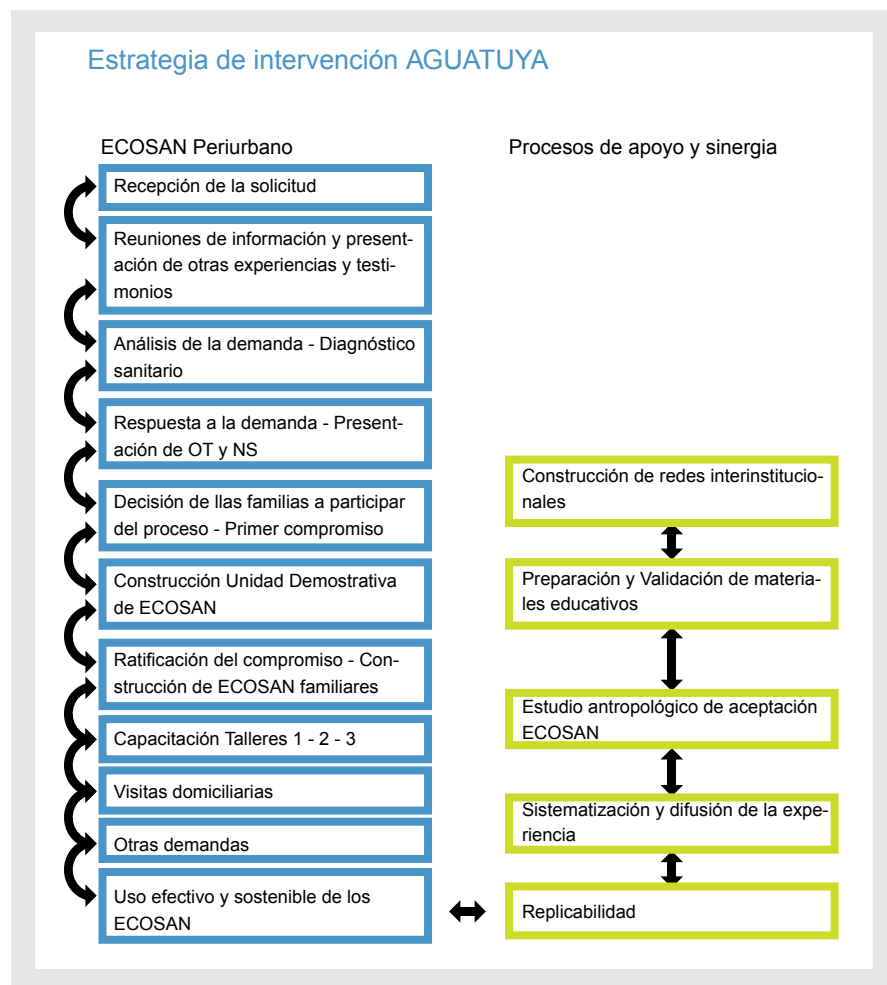 Estrategia de intervención AGUATUYA
ECOSAN Periurbano
Recepción de la solicitud
Reuniones de información y present-
ación de otras experiencias y testi-
monios
Análisis de la demanda - Diagnóstico
sanitario
Respuesta a la demanda - Present-
ación de OT y NS
Decisión de llas familias a participar
del proceso - Primer compromiso
Construcción Unidad Demostrativa
de ECOSAN
Ratificación del compromiso - Con-
strucción de ECOSAN familiares
Capacitación Talleres 1 - 2 - 3
Visitas domiciliarias
Otras demandas
Uso efectivo y sostenible de los
ECOSAN
Procesos de apoyo y sinergia
Construcción de redes interinstitucio-
nales
Preparación y Validación de materia-
les educativos
Estudio antropológico de aceptación
ECOSAN
Sistematización y difusión de la expe-
riencia
Replicabilidad